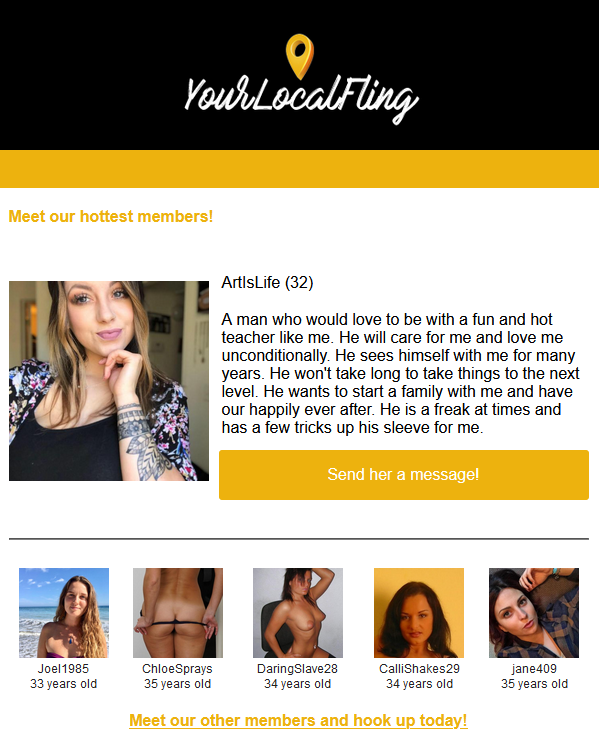 YourLocalFling
Meet our hottest members!
ArtIsLife (32)
A man who would love to be with a fun and hot
teacher like me. He will care for me and love me
unconditionally. He sees himself with me for many
years. He won't take long to take things to the next
level. He wants to start a family with me and have
our happily ever after. He is a freak at times and
has a few tricks up his sleeve for me.
Send her a message!
Joel1985
33 years old
ChloeSprays
35 years old
DaringSlave28
34 years old
CalliShakes29
34 years old
jane409
35 years old
Meet our other members and hook up today!